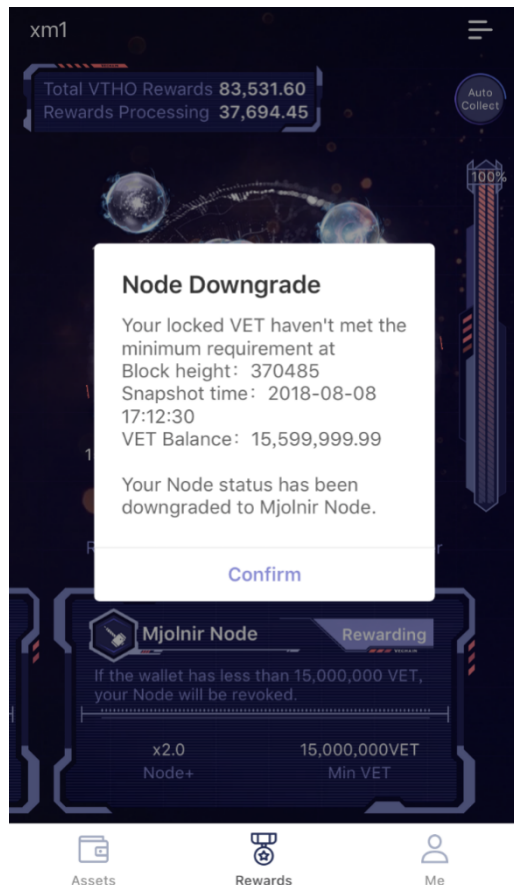 xm1
Total VTHO Rewards 83,531.60
Rewards Processing 37,694.45
Auto
Collect
100%
Node Downgrade
Your locked VET haven't met the
minimum requirement at
Block height： 370485
Snapshot time： 2018-08-08
17:12:30
VET Balance： 15,599,999.99
Your Node status has been
downgraded to Mjolnir Node.
Confirm
Mjolnir Node
Rewarding
If the wallet has less than 15,000,000 VET,
your Node will be revoked.
x2.0
15,000,000VET
Node+
Min VET
Assets
Rewards
Me